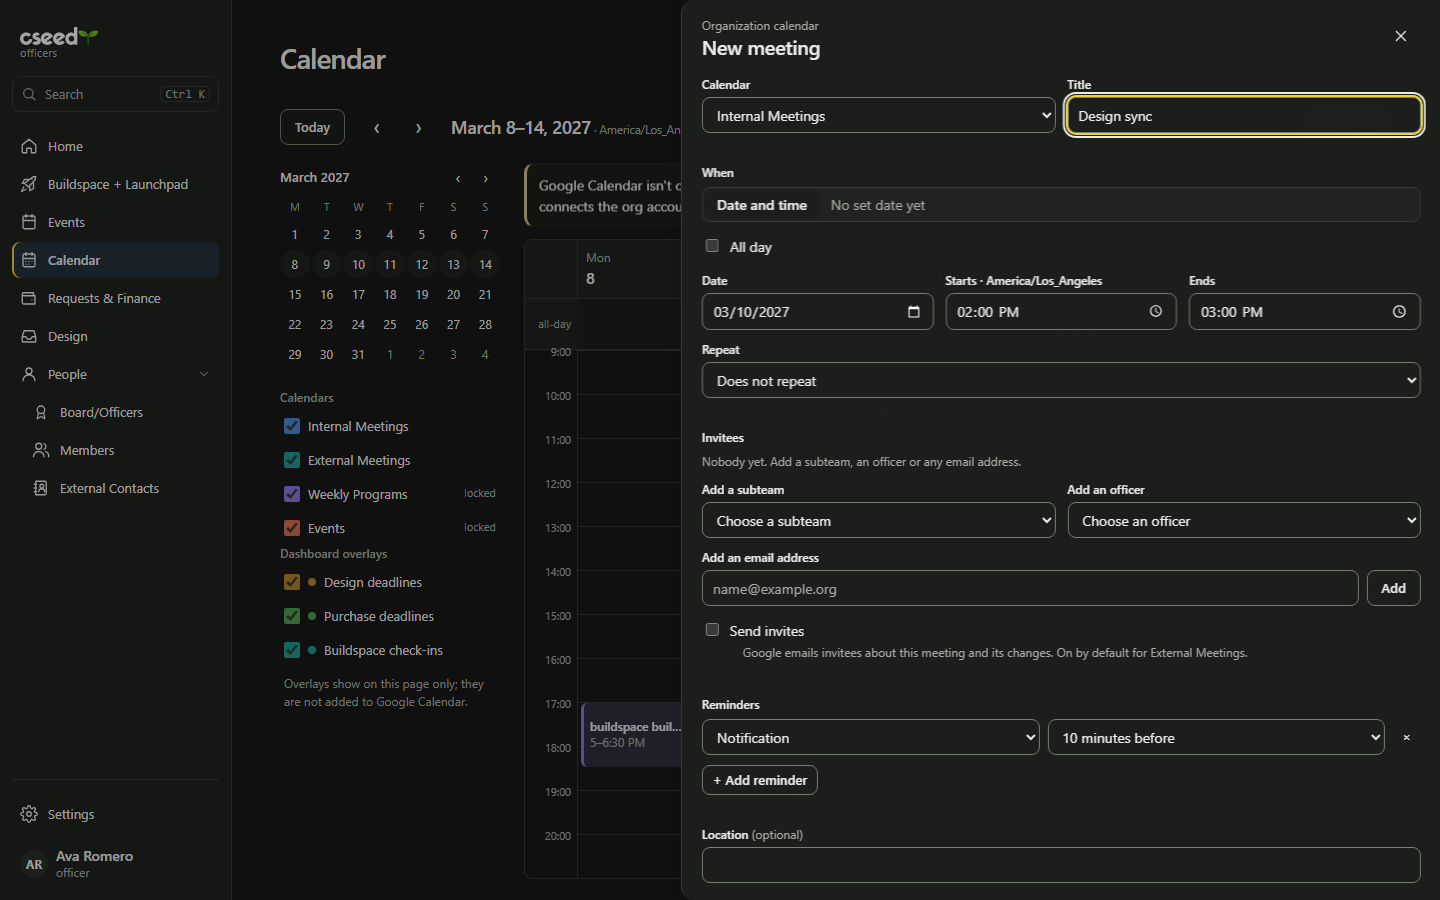 cseed
officers
Search
Ctrl K
Home
Buildspace + Launchpad
Events
Calendar
Requests & Finance
Design
People
Board/Officers
Members
External Contacts
Settings
AR
Ava Romero
officer
Calendar
Today
‹
›
March 8–14, 2027 · America/Los_An
March 2027
‹
›
M T W T F S S
1 2 3 4 5 6 7
8 9 10 11 12 13 14
15 16 17 18 19 20 21
22 23 24 25 26 27 28
29 30 31 1 2 3 4
Calendars
Internal Meetings
External Meetings
Weekly Programs locked
Events locked
Dashboard overlays
Design deadlines
Purchase deadlines
Buildspace check-ins
Overlays show on this page only; they
are not added to Google Calendar.
Google Calendar isn't c
connects the org accou
Mon
8
all-day
9:00
10:00
11:00
12:00
13:00
14:00
15:00
16:00
17:00
buildspace buil...
5–6:30 PM
18:00
19:00
20:00
Organization calendar
New meeting
×
Calendar
Internal Meetings
Title
Design sync
When
Date and time
No set date yet
All day
Date
03/10/2027
Starts · America/Los_Angeles
02:00 PM
Ends
03:00 PM
Repeat
Does not repeat
Invitees
Nobody yet. Add a subteam, an officer or any email address.
Add a subteam
Choose a subteam
Add an officer
Choose an officer
Add an email address
name@example.org
Add
Send invites
Google emails invitees about this meeting and its changes. On by default for External Meetings.
Reminders
Notification
10 minutes before
×
+ Add reminder
Location (optional)